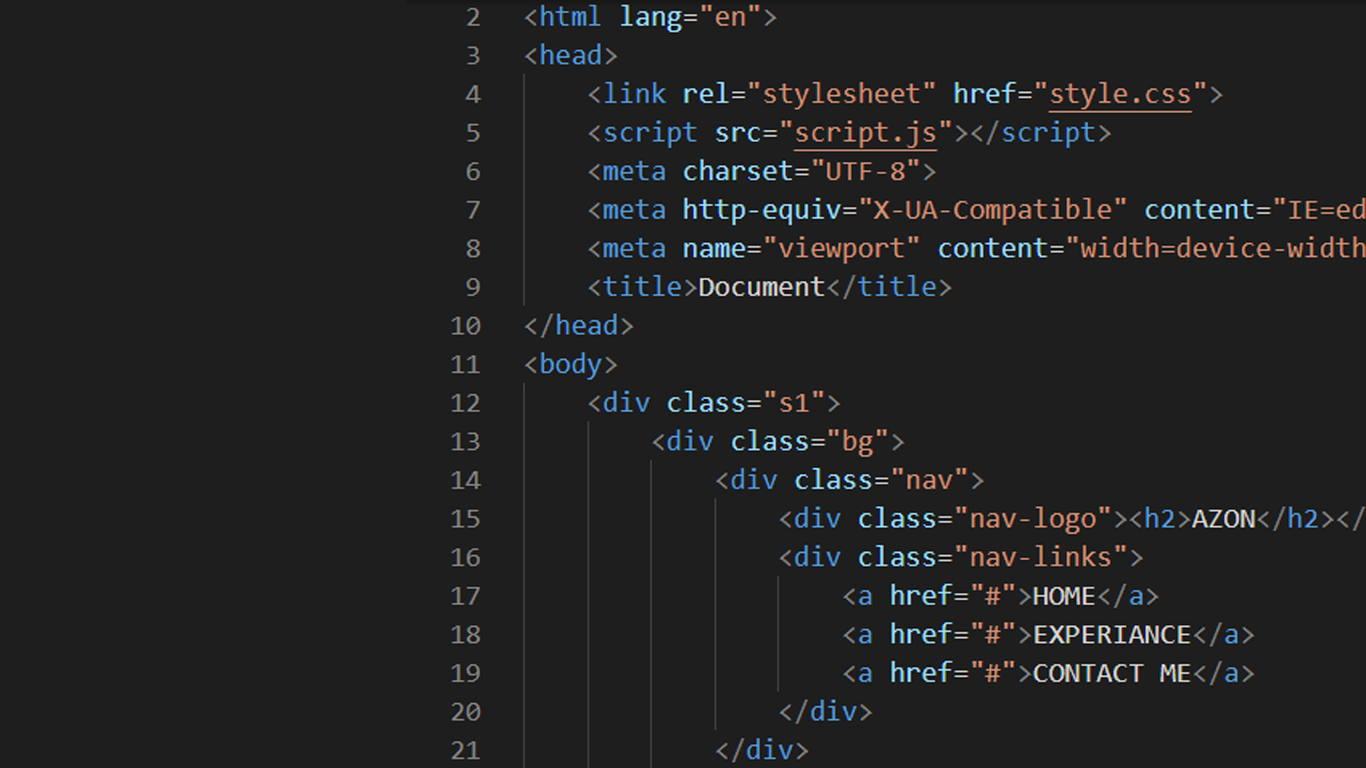 2 <html lang="en">
3 <head>
4 <link rel="stylesheet" href="style.css">
5 <script src="script.js"></script>
6 <meta charset="UTF-8">
7 <meta http-equiv="X-UA-Compatible" content="IE=ed
8 <meta name="viewport" content="width=device-width
9 <title>Document</title>
10 </head>
11 <body>
12 <div class="s1">
13 <div class="bg">
14 <div class="nav">
15 <div class="nav-logo"><h2>AZON</h2></
16 <div class="nav-links">
17 <a href="#">HOME</a>
18 <a href="#">EXPERIANCE</a>
19 <a href="#">CONTACT ME</a>
20 </div>
21 </div>